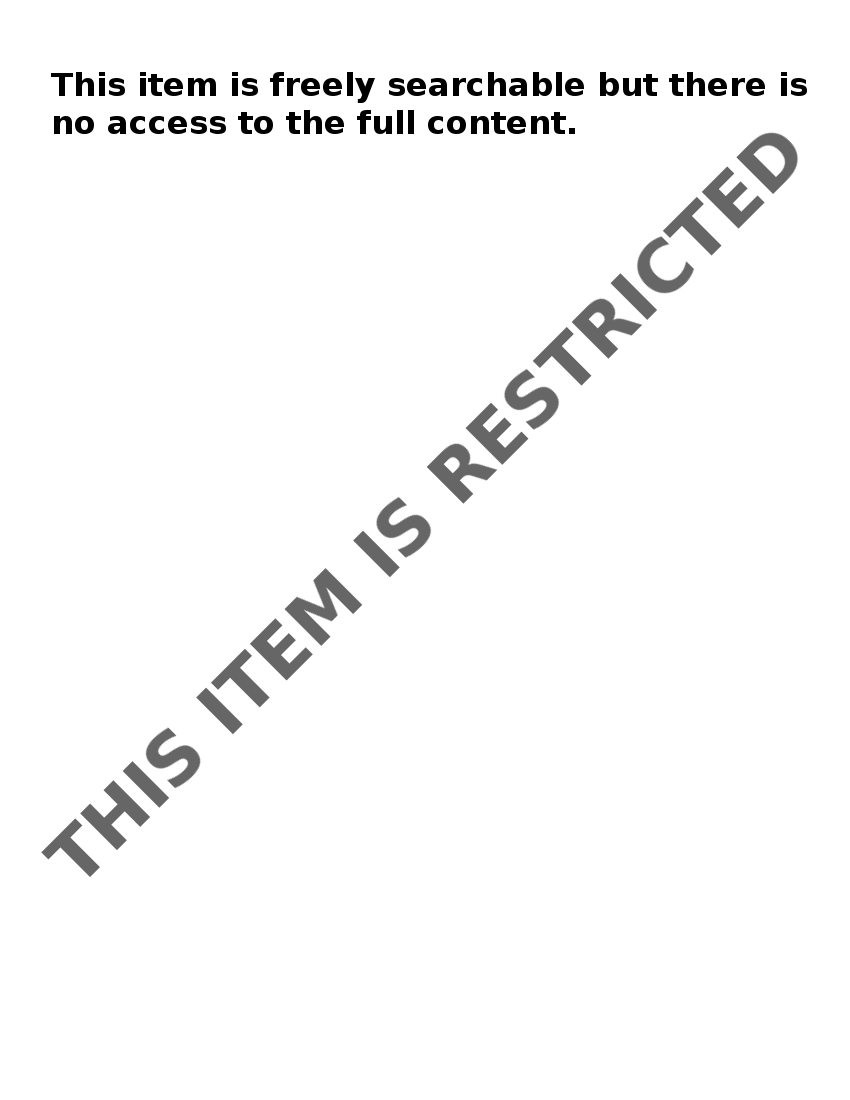 This item is freely searchable but there is
no access to the full content.
THIS ITEM IS RESTRICTED